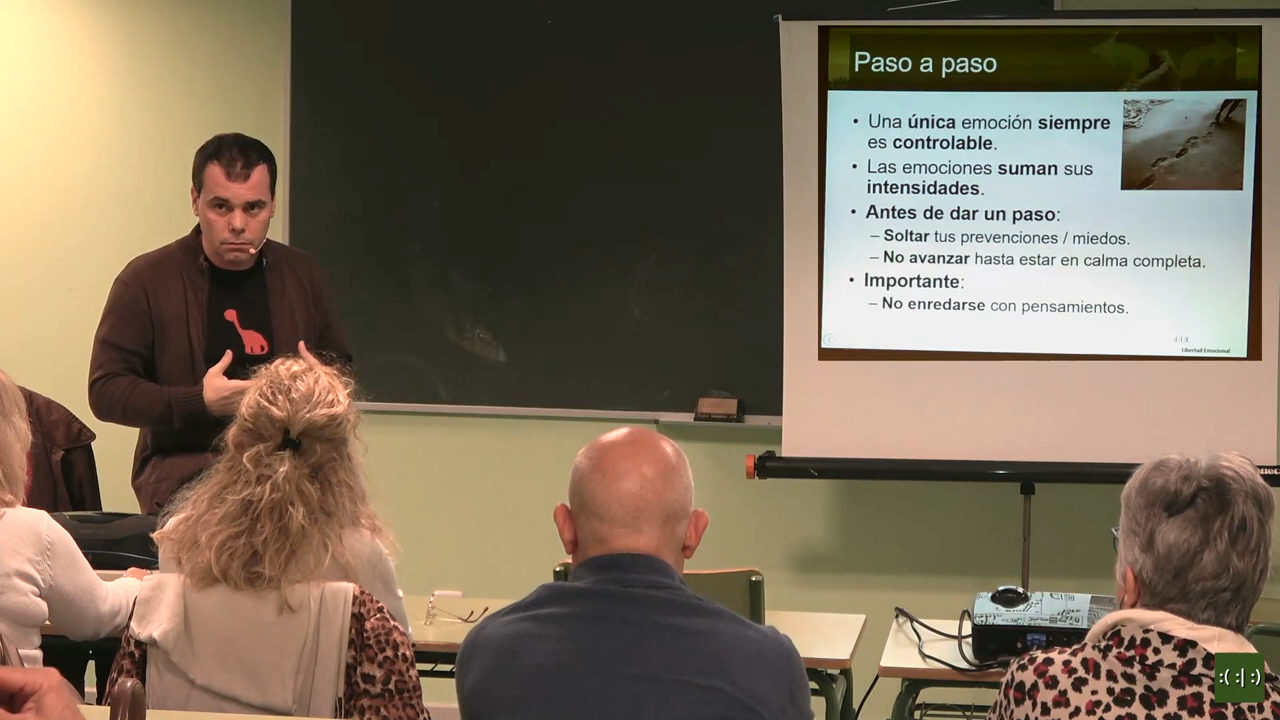 Paso a paso
• Una única emoción siempre
es controlable.
• Las emociones suman sus
intensidades.
• Antes de dar un paso:
– Soltar tus prevenciones / miedos.
– No avanzar hasta estar en calma completa.
• Importante:
– No enredarse con pensamientos.
Libertad Emocional
:( :| :)